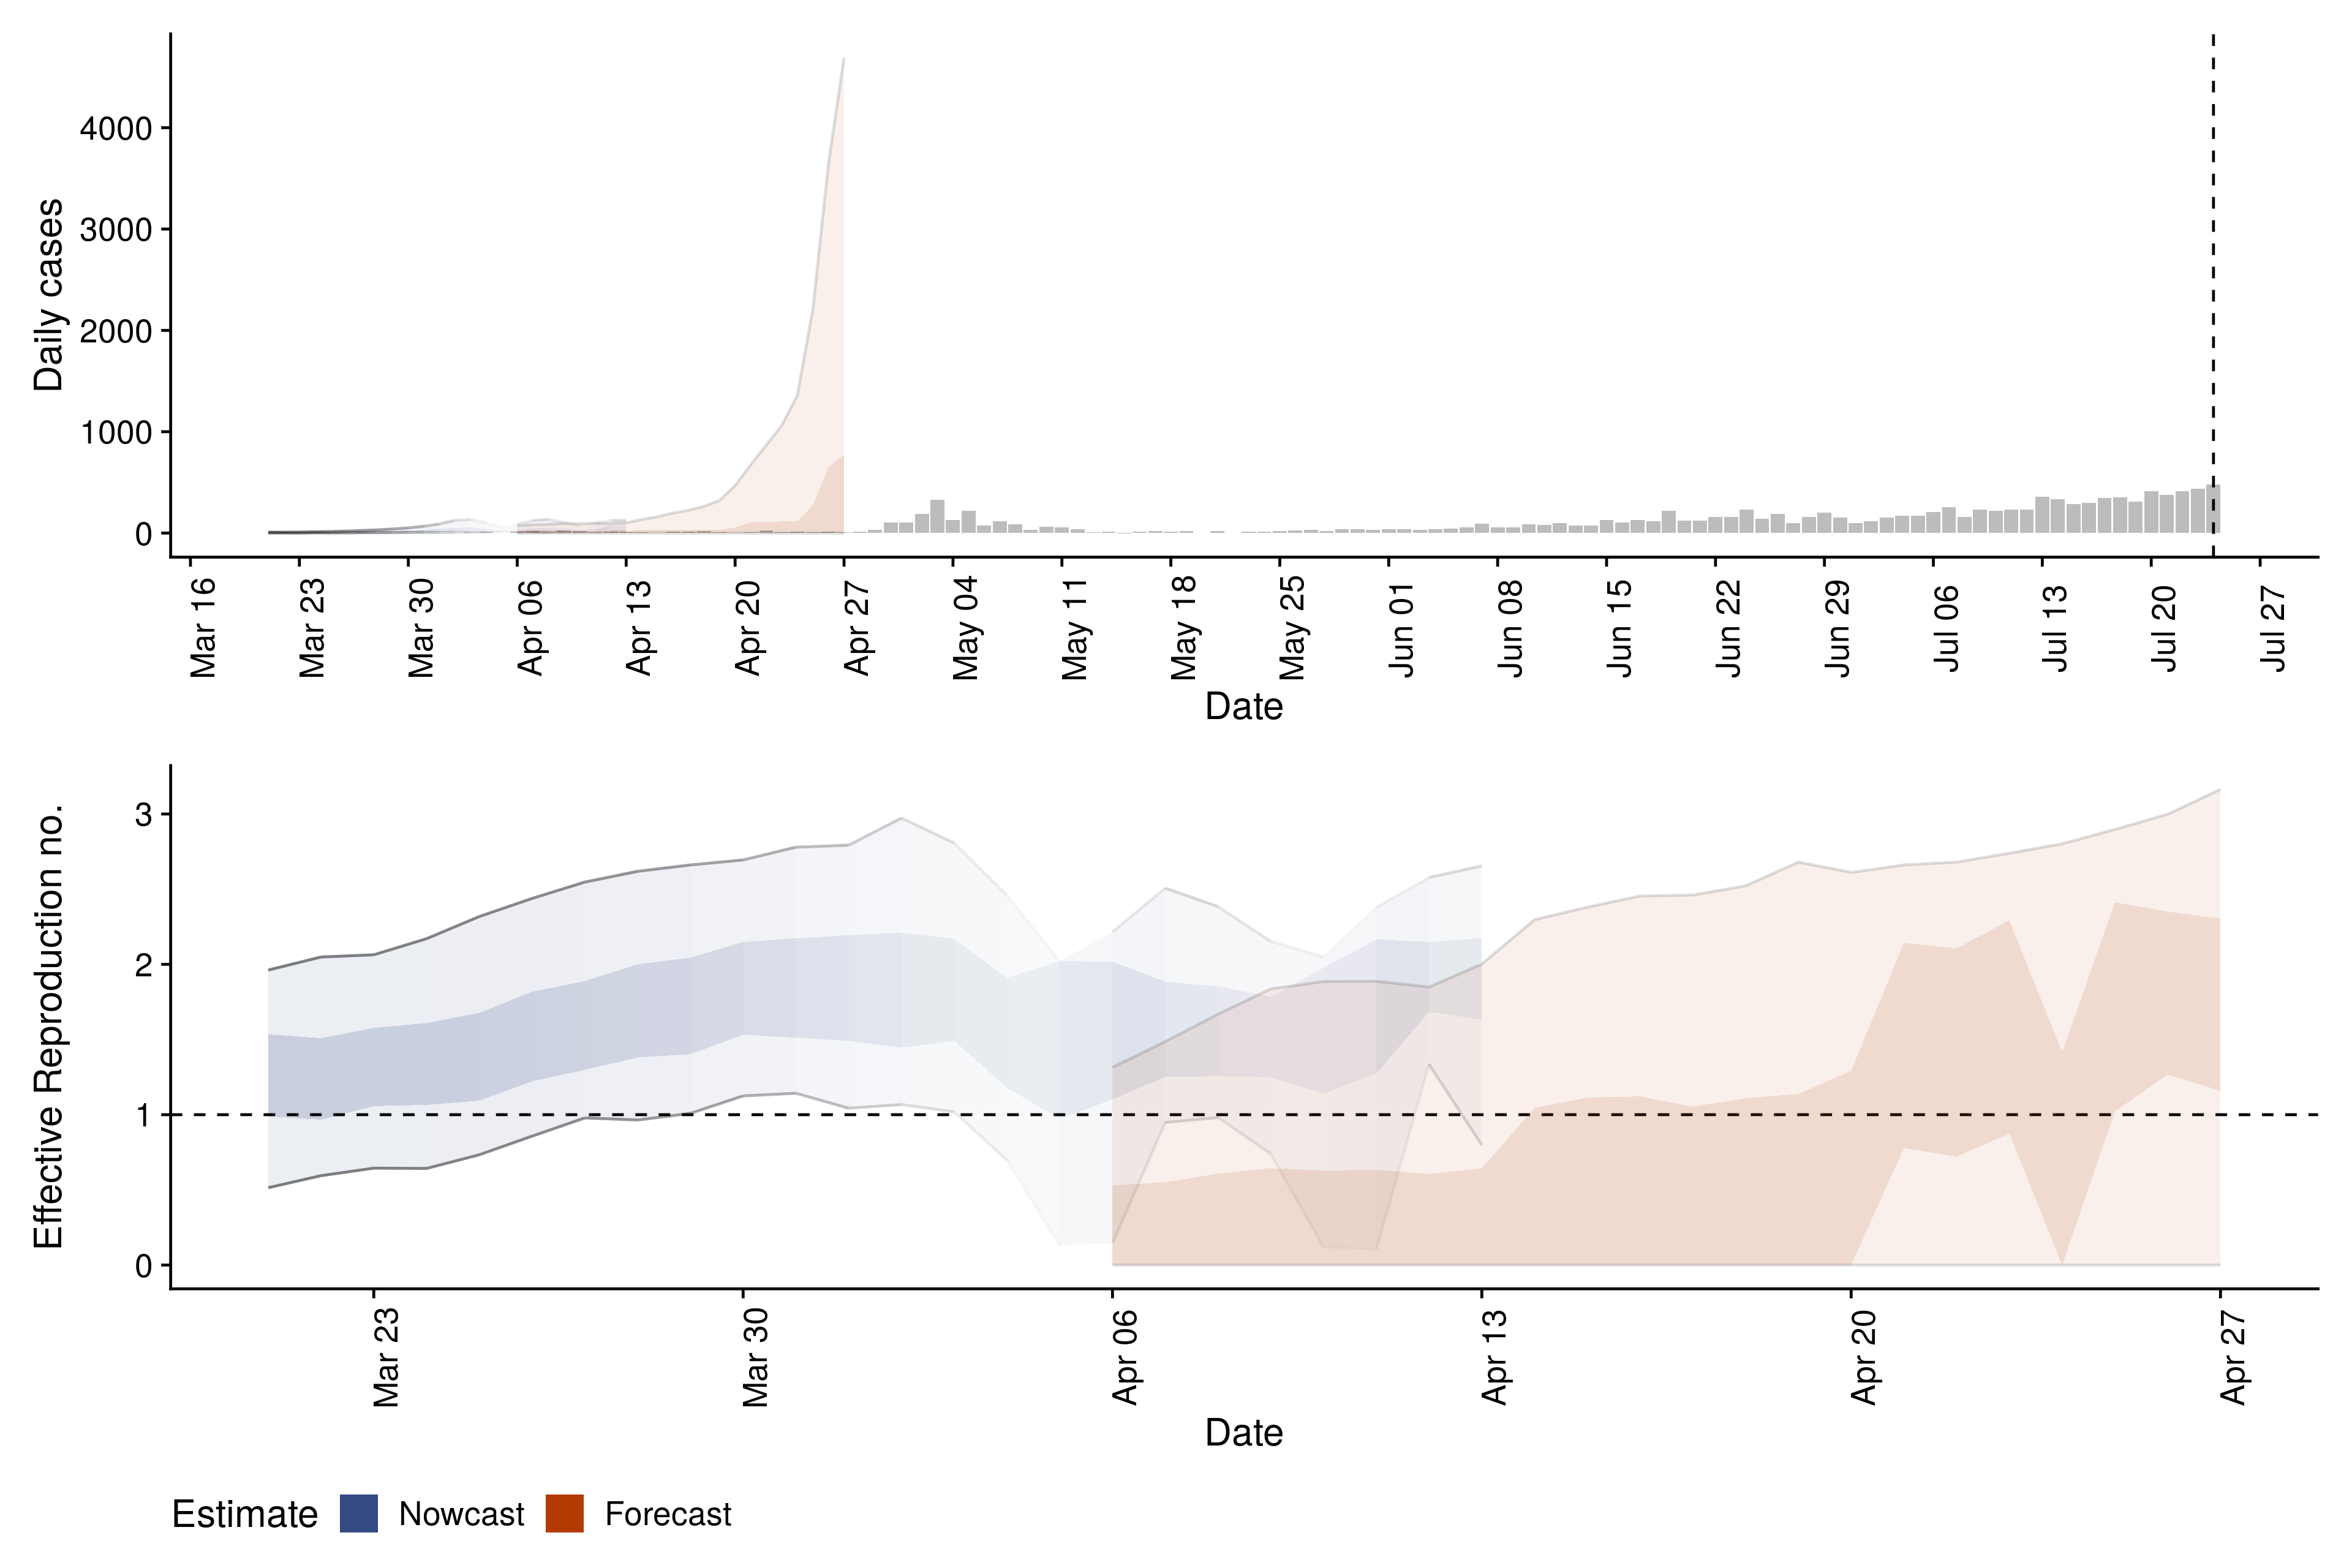 Daily cases
4000
3000
2000
1000
0
Mar 16
Mar 23
Mar 30
Apr 06
Apr 13
Apr 20
Apr 27
May 04
May 11
May 18
May 25
Jun 01
Jun 08
Jun 15
Jun 22
Jun 29
Jul 06
Jul 13
Jul 20
Jul 27
Date
Effective Reproduction no.
3
2
1
0
Mar 23
Mar 30
Apr 06
Apr 13
Apr 20
Apr 27
Date
Estimate Nowcast Forecast